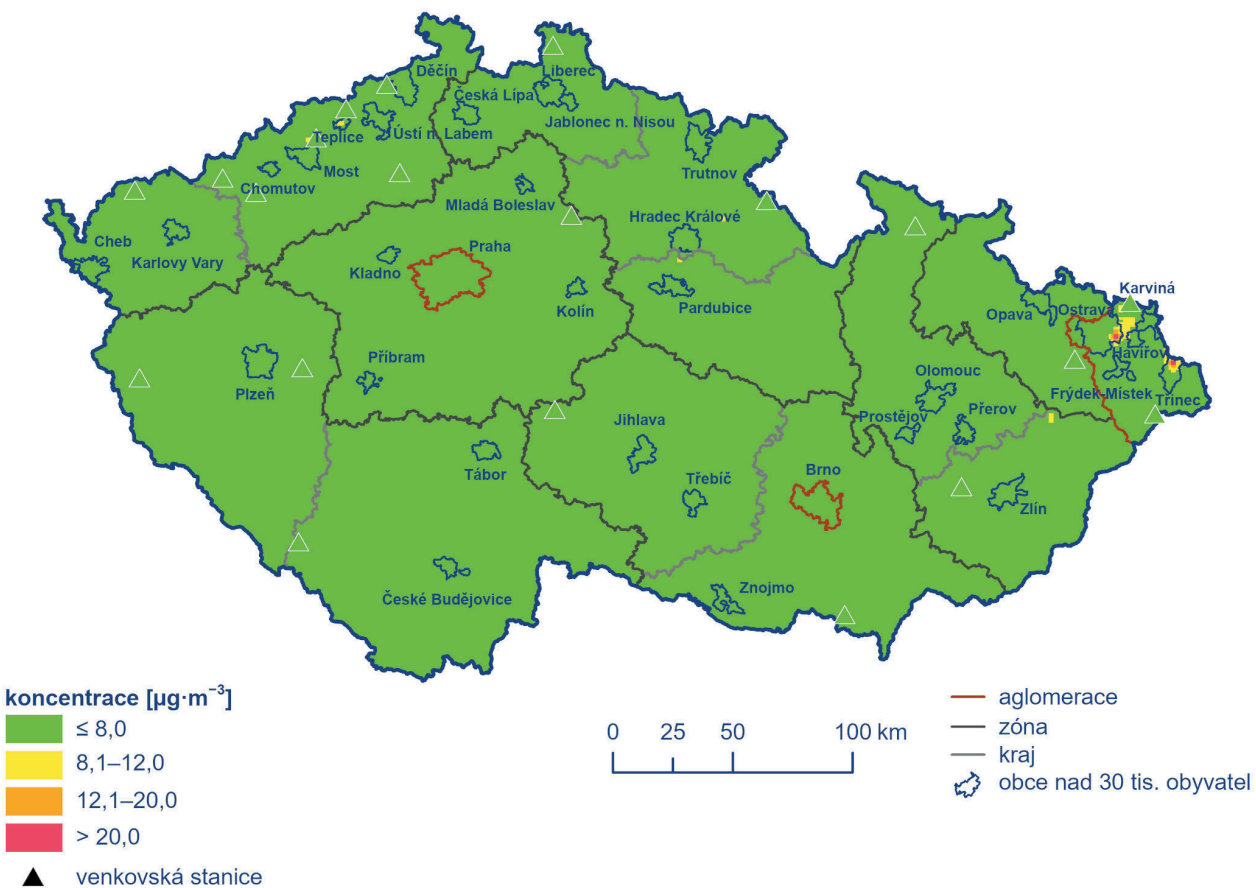 Děčín
Liberec
Česká Lípa
Jablonec n. Nisou
Teplice
Ústí n. Labem
Most
Chomutov
Trutnov
Mladá Boleslav
Hradec Králové
Cheb
Karlovy Vary
Kladno
Praha
Kolín
Pardubice
Karviná
Opava
Ostrava
Havířov
Příbram
Plzeň
Olomouc
Frýdek-Místek
Třinec
Prostějov
Přerov
Jihlava
Tábor
Třebíč
Brno
Zlín
České Budějovice
Znojmo
koncentrace [µg·m⁻³]
≤ 8,0
8,1–12,0
12,1–20,0
> 20,0
venkovská stanice
0 25 50 100 km
aglomerace
zóna
kraj
obce nad 30 tis. obyvatel